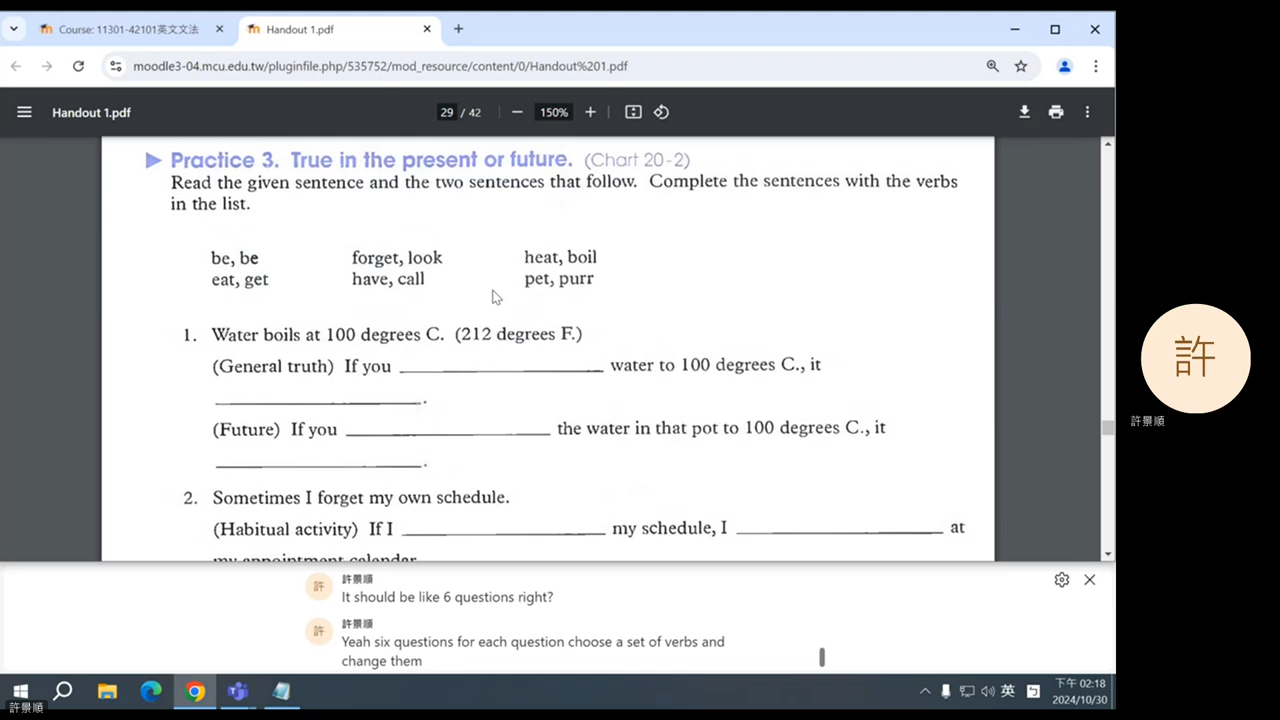 Course: 11301-42101英文文法
Handout 1.pdf
moodle3-04.mcu.edu.tw/pluginfile.php/535752/mod_resource/content/0/Handout%201.pdf
Handout 1.pdf
29 / 42
150%
Practice 3. True in the present or future. (Chart 20-2)
Read the given sentence and the two sentences that follow. Complete the sentences with the verbs
in the list.
be, be forget, look heat, boil
eat, get have, call pet, purr
1. Water boils at 100 degrees C. (212 degrees F.)
(General truth) If you ____________ water to 100 degrees C., it
____________.
(Future) If you ____________ the water in that pot to 100 degrees C., it
____________.
2. Sometimes I forget my own schedule.
(Habitual activity) If I ____________ my schedule, I ____________ at
my appointment calendar.
許
許景順
許
許景順
It should be like 6 questions right?
許
許景順
Yeah six questions for each question choose a set of verbs and
change them
英
下午 02:18
2024/10/30
許景順